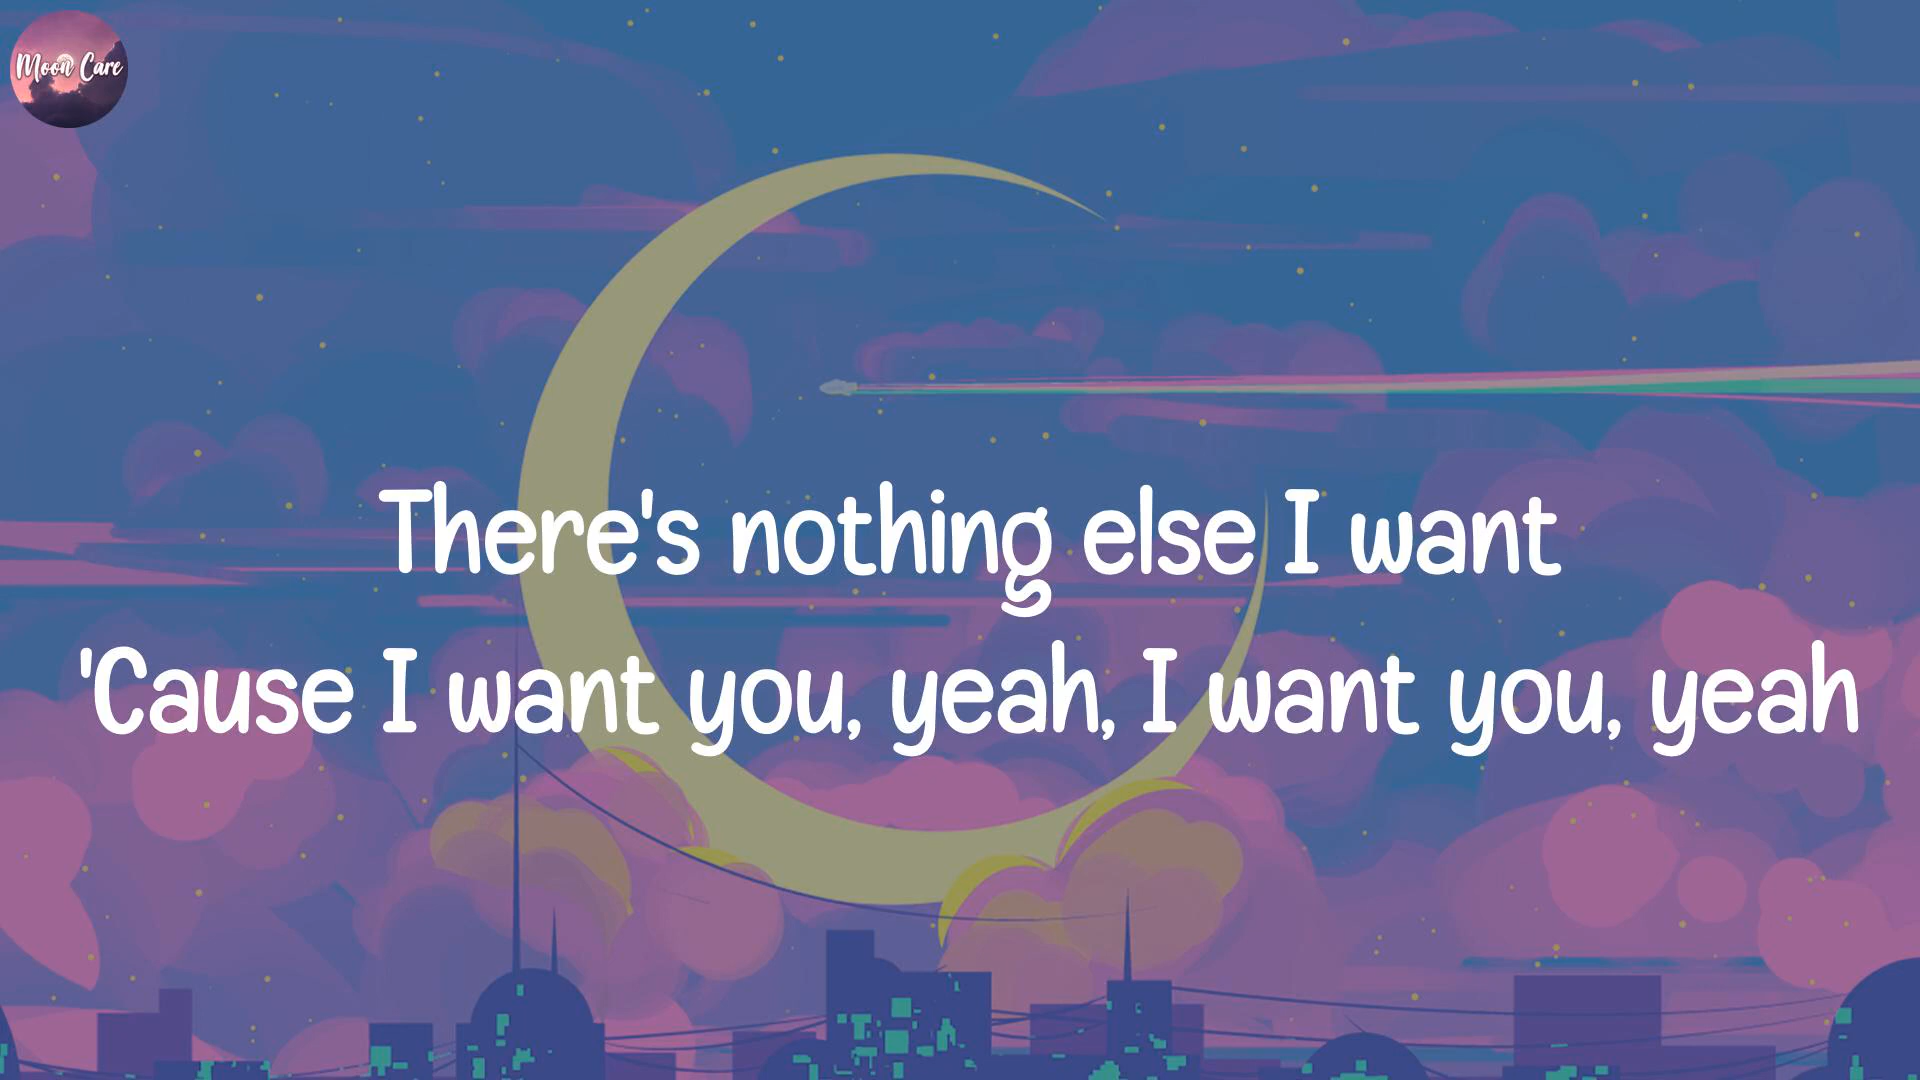 Moon Care
There's nothing else I want
'Cause I want you, yeah, I want you, yeah